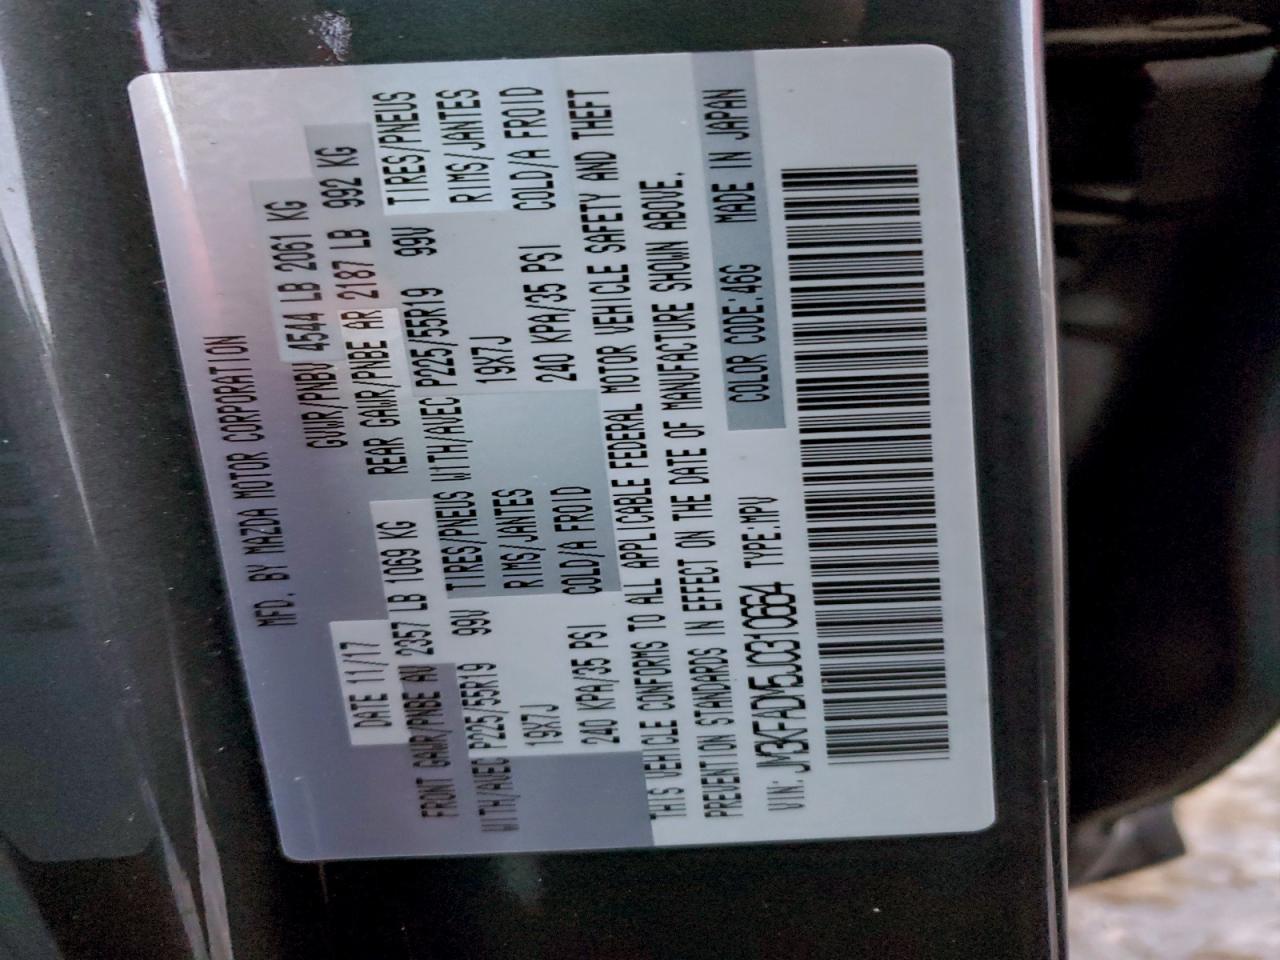 MFD. BY MAZDA MOTOR CORPORATION
DATE 11/17 GVWR/PNBV 4544 LB 2061 KG
FRONT GAWR/PNBE AV 2357 LB 1069 KG REAR GAWR/PNBE AR 2187 LB 992 KG
WITH/AVEC P225/55R19 99V TIRES/PNEUS WITH/AVEC P225/55R19 99V TIRES/PNEUS
19X7J RIMS/JANTES 19X7J RIMS/JANTES
240 KPA/35 PSI COLD/A FROID 240 KPA/35 PSI COLD/A FROID
THIS VEHICLE CONFORMS TO ALL APPLICABLE FEDERAL MOTOR VEHICLE SAFETY AND THEFT
PREVENTION STANDARDS IN EFFECT ON THE DATE OF MANUFACTURE SHOWN ABOVE.
VIN: JM3KFADM5J0310664 TYPE:MPV COLOR CODE:46G MADE IN JAPAN